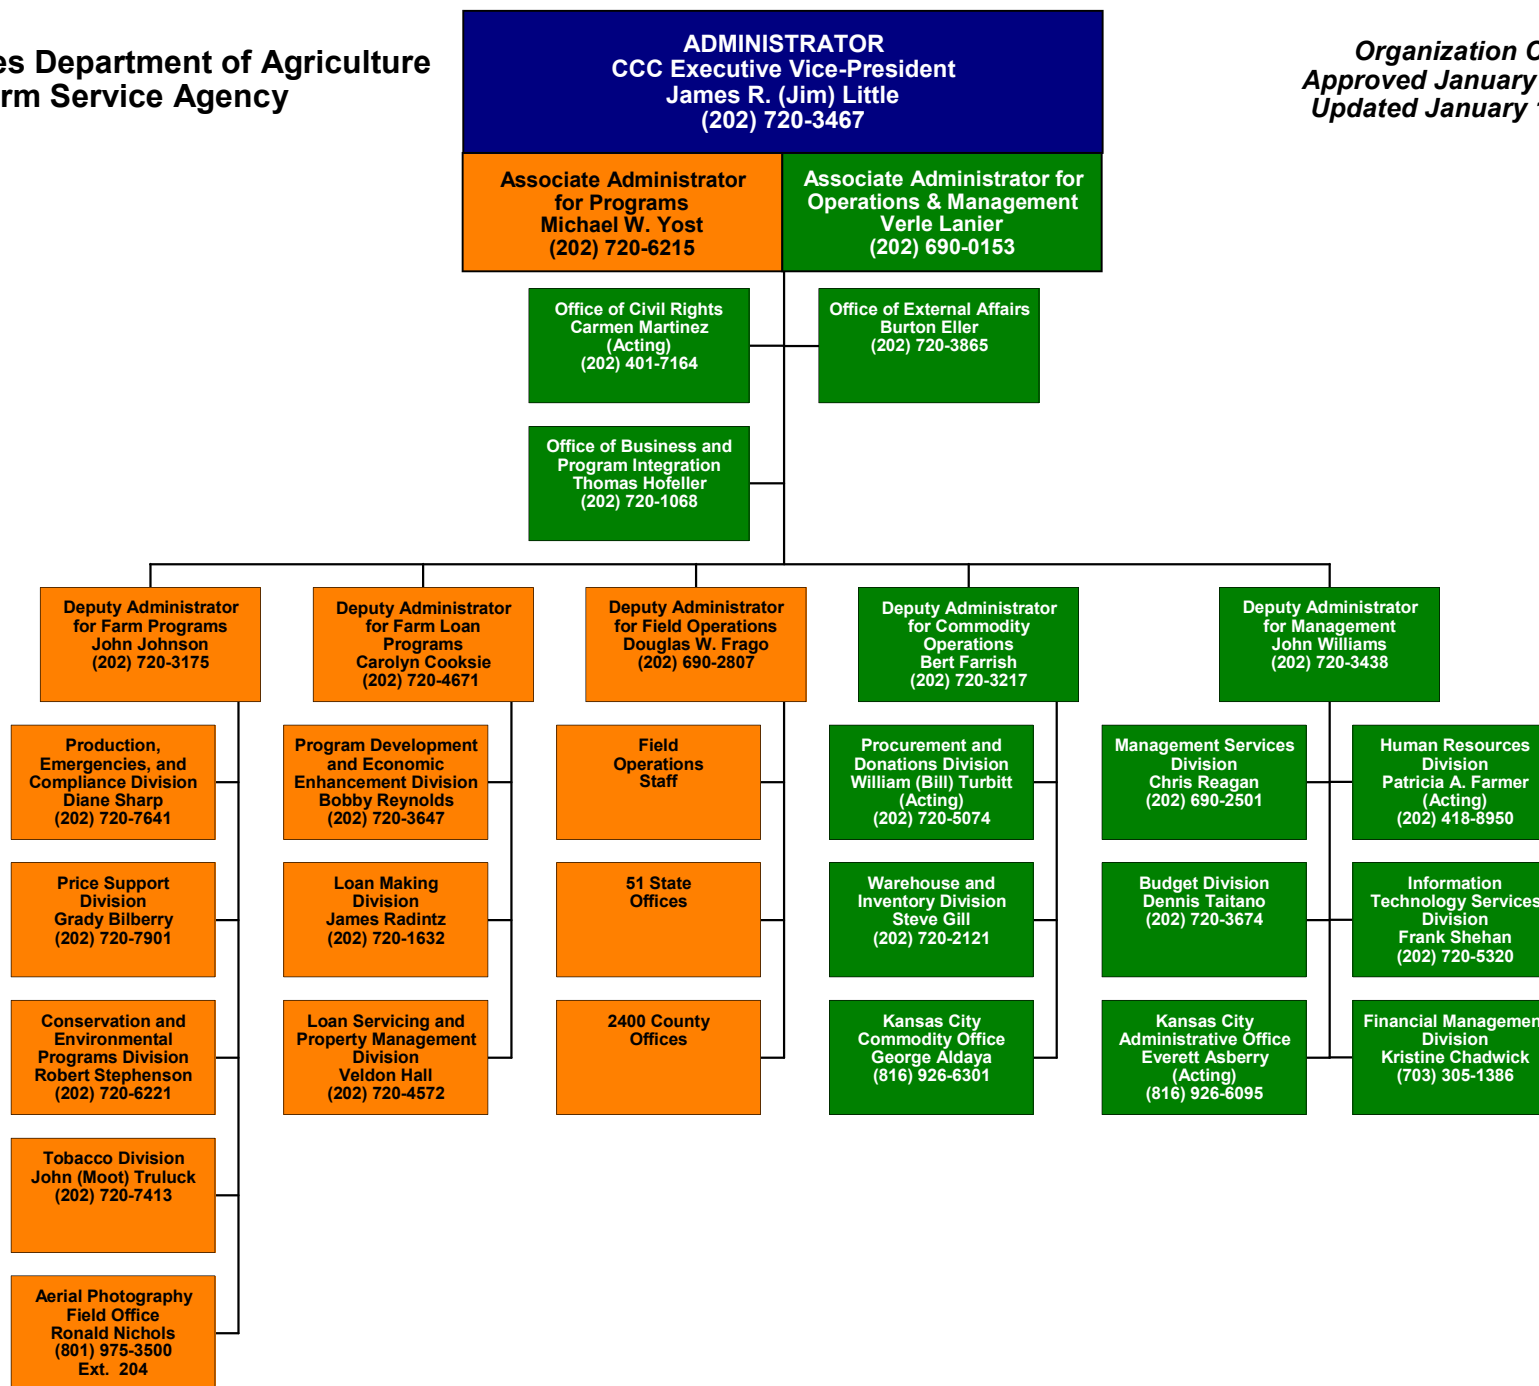 es Department of Agriculture
rm Service Agency
ADMINISTRATOR
CCC Executive Vice-President
James R. (Jim) Little
(202) 720-3467
Organization C
Approved January
Updated January
Associate Administrator
for Programs
Michael W. Yost
(202) 720-6215
Associate Administrator for
Operations & Management
Verle Lanier
(202) 690-0153
Office of Civil Rights
Carmen Martinez
(Acting)
(202) 401-7164
Office of External Affairs
Burton Eller
(202) 720-3865
Office of Business and
Program Integration
Thomas Hofeller
(202) 720-1068
Deputy Administrator
for Farm Programs
John Johnson
(202) 720-3175
Deputy Administrator
for Farm Loan
Programs
Carolyn Cooksie
(202) 720-4671
Deputy Administrator
for Field Operations
Douglas W. Frago
(202) 690-2807
Deputy Administrator
for Commodity
Operations
Bert Farrish
(202) 720-3217
Deputy Administrator
for Management
John Williams
(202) 720-3438
Production,
Emergencies, and
Compliance Division
Diane Sharp
(202) 720-7641
Program Development
and Economic
Enhancement Division
Bobby Reynolds
(202) 720-3647
Field
Operations
Staff
Procurement and
Donations Division
William (Bill) Turbitt
(Acting)
(202) 720-5074
Management Services
Division
Chris Reagan
(202) 690-2501
Human Resources
Division
Patricia A. Farmer
(Acting)
(202) 418-8950
Price Support
Division
Grady Bilberry
(202) 720-7901
Loan Making
Division
James Radintz
(202) 720-1632
51 State
Offices
Warehouse and
Inventory Division
Steve Gill
(202) 720-2121
Budget Division
Dennis Taitano
(202) 720-3674
Information
Technology Services
Division
Frank Shehan
(202) 720-5320
Conservation and
Environmental
Programs Division
Robert Stephenson
(202) 720-6221
Loan Servicing and
Property Management
Division
Veldon Hall
(202) 720-4572
2400 County
Offices
Kansas City
Commodity Office
George Aldaya
(816) 926-6301
Kansas City
Administrative Office
Everett Asberry
(Acting)
(816) 926-6095
Financial Managemen
Division
Kristine Chadwick
(703) 305-1386
Tobacco Division
John (Moot) Truluck
(202) 720-7413
Aerial Photography
Field Office
Ronald Nichols
(801) 975-3500
Ext. 204